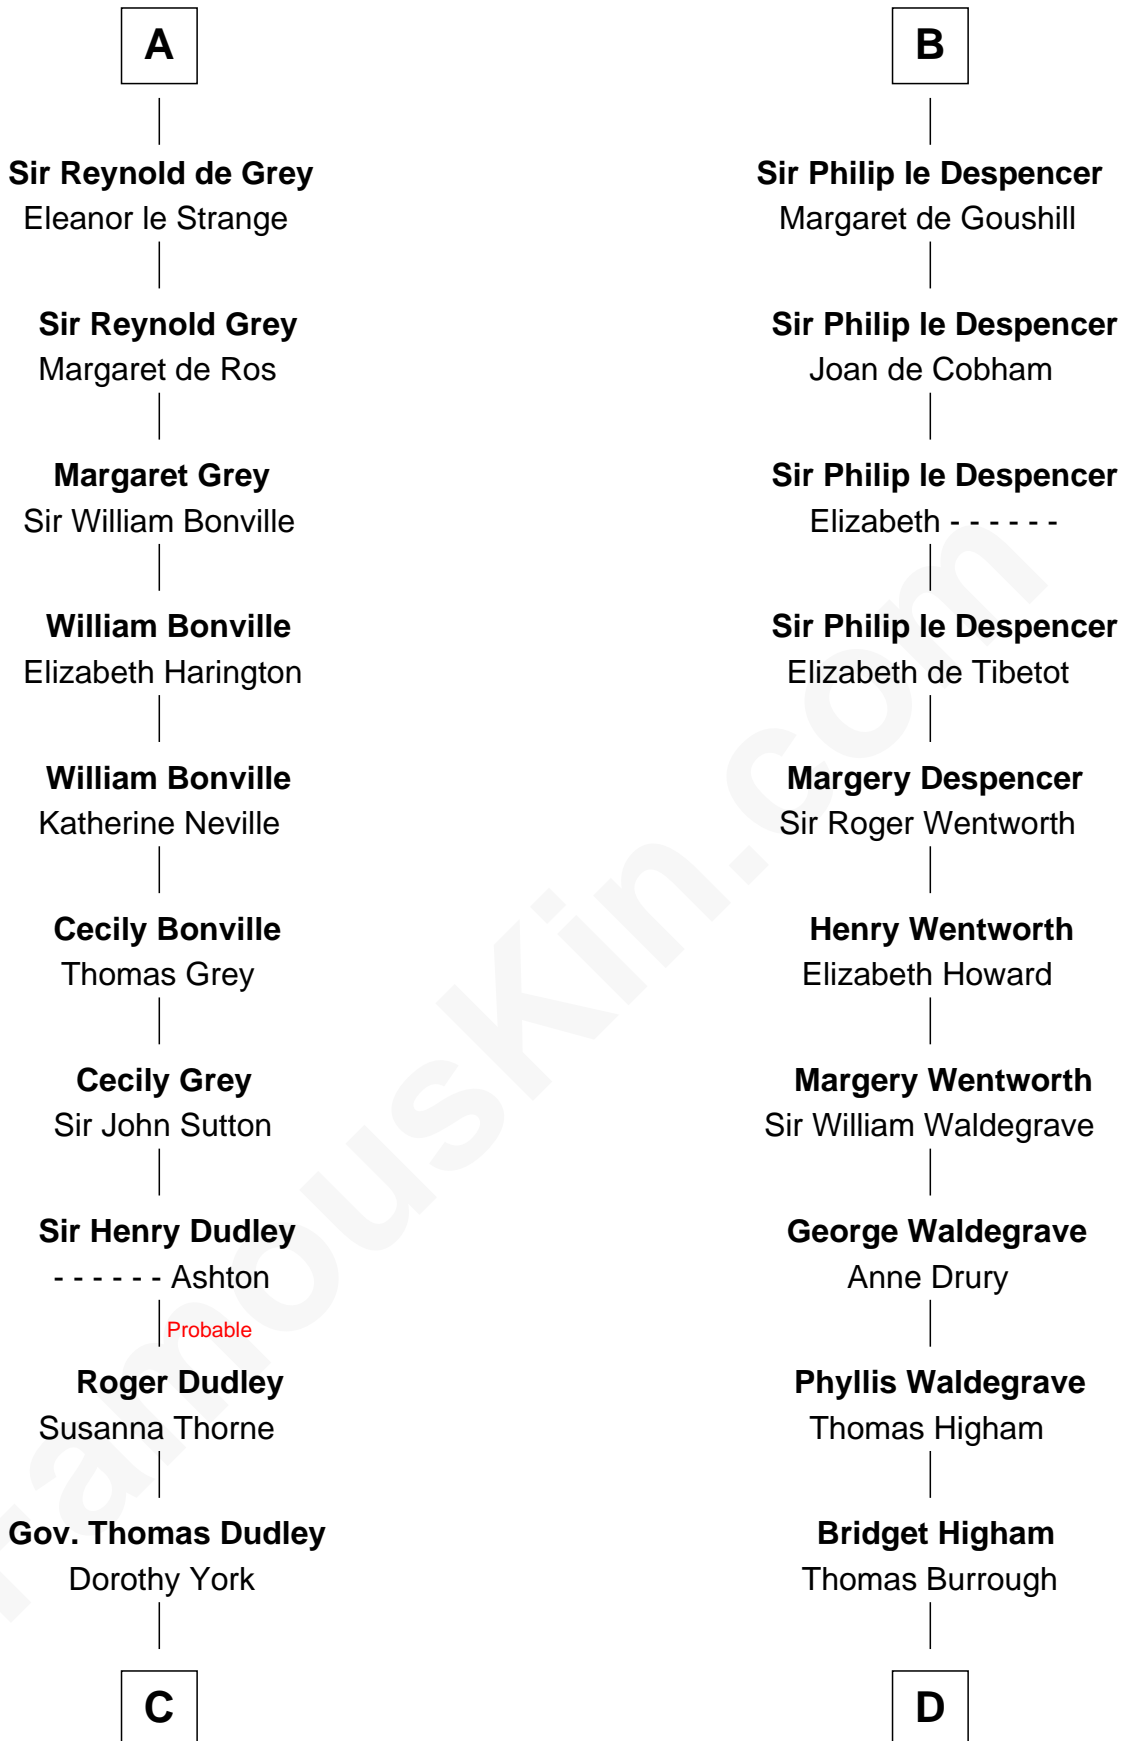 A
Sir Reynold de Grey
Eleanor le Strange
Sir Reynold Grey
Margaret de Ros
Margaret Grey
Sir William Bonville
William Bonville
Elizabeth Harington
William Bonville
Katherine Neville
Cecily Bonville
Thomas Grey
Cecily Grey
Sir John Sutton
Sir Henry Dudley
- - - - - - Ashton
Probable
Roger Dudley
Susanna Thorne
Gov. Thomas Dudley
Dorothy York
C
B
Sir Philip le Despencer
Margaret de Goushill
Sir Philip le Despencer
Joan de Cobham
Sir Philip le Despencer
Elizabeth - - - - - -
Sir Philip le Despencer
Elizabeth de Tibetot
Margery Despencer
Sir Roger Wentworth
Henry Wentworth
Elizabeth Howard
Margery Wentworth
Sir William Waldegrave
George Waldegrave
Anne Drury
Phyllis Waldegrave
Thomas Higham
Bridget Higham
Thomas Burrough
D
FamousKin.com